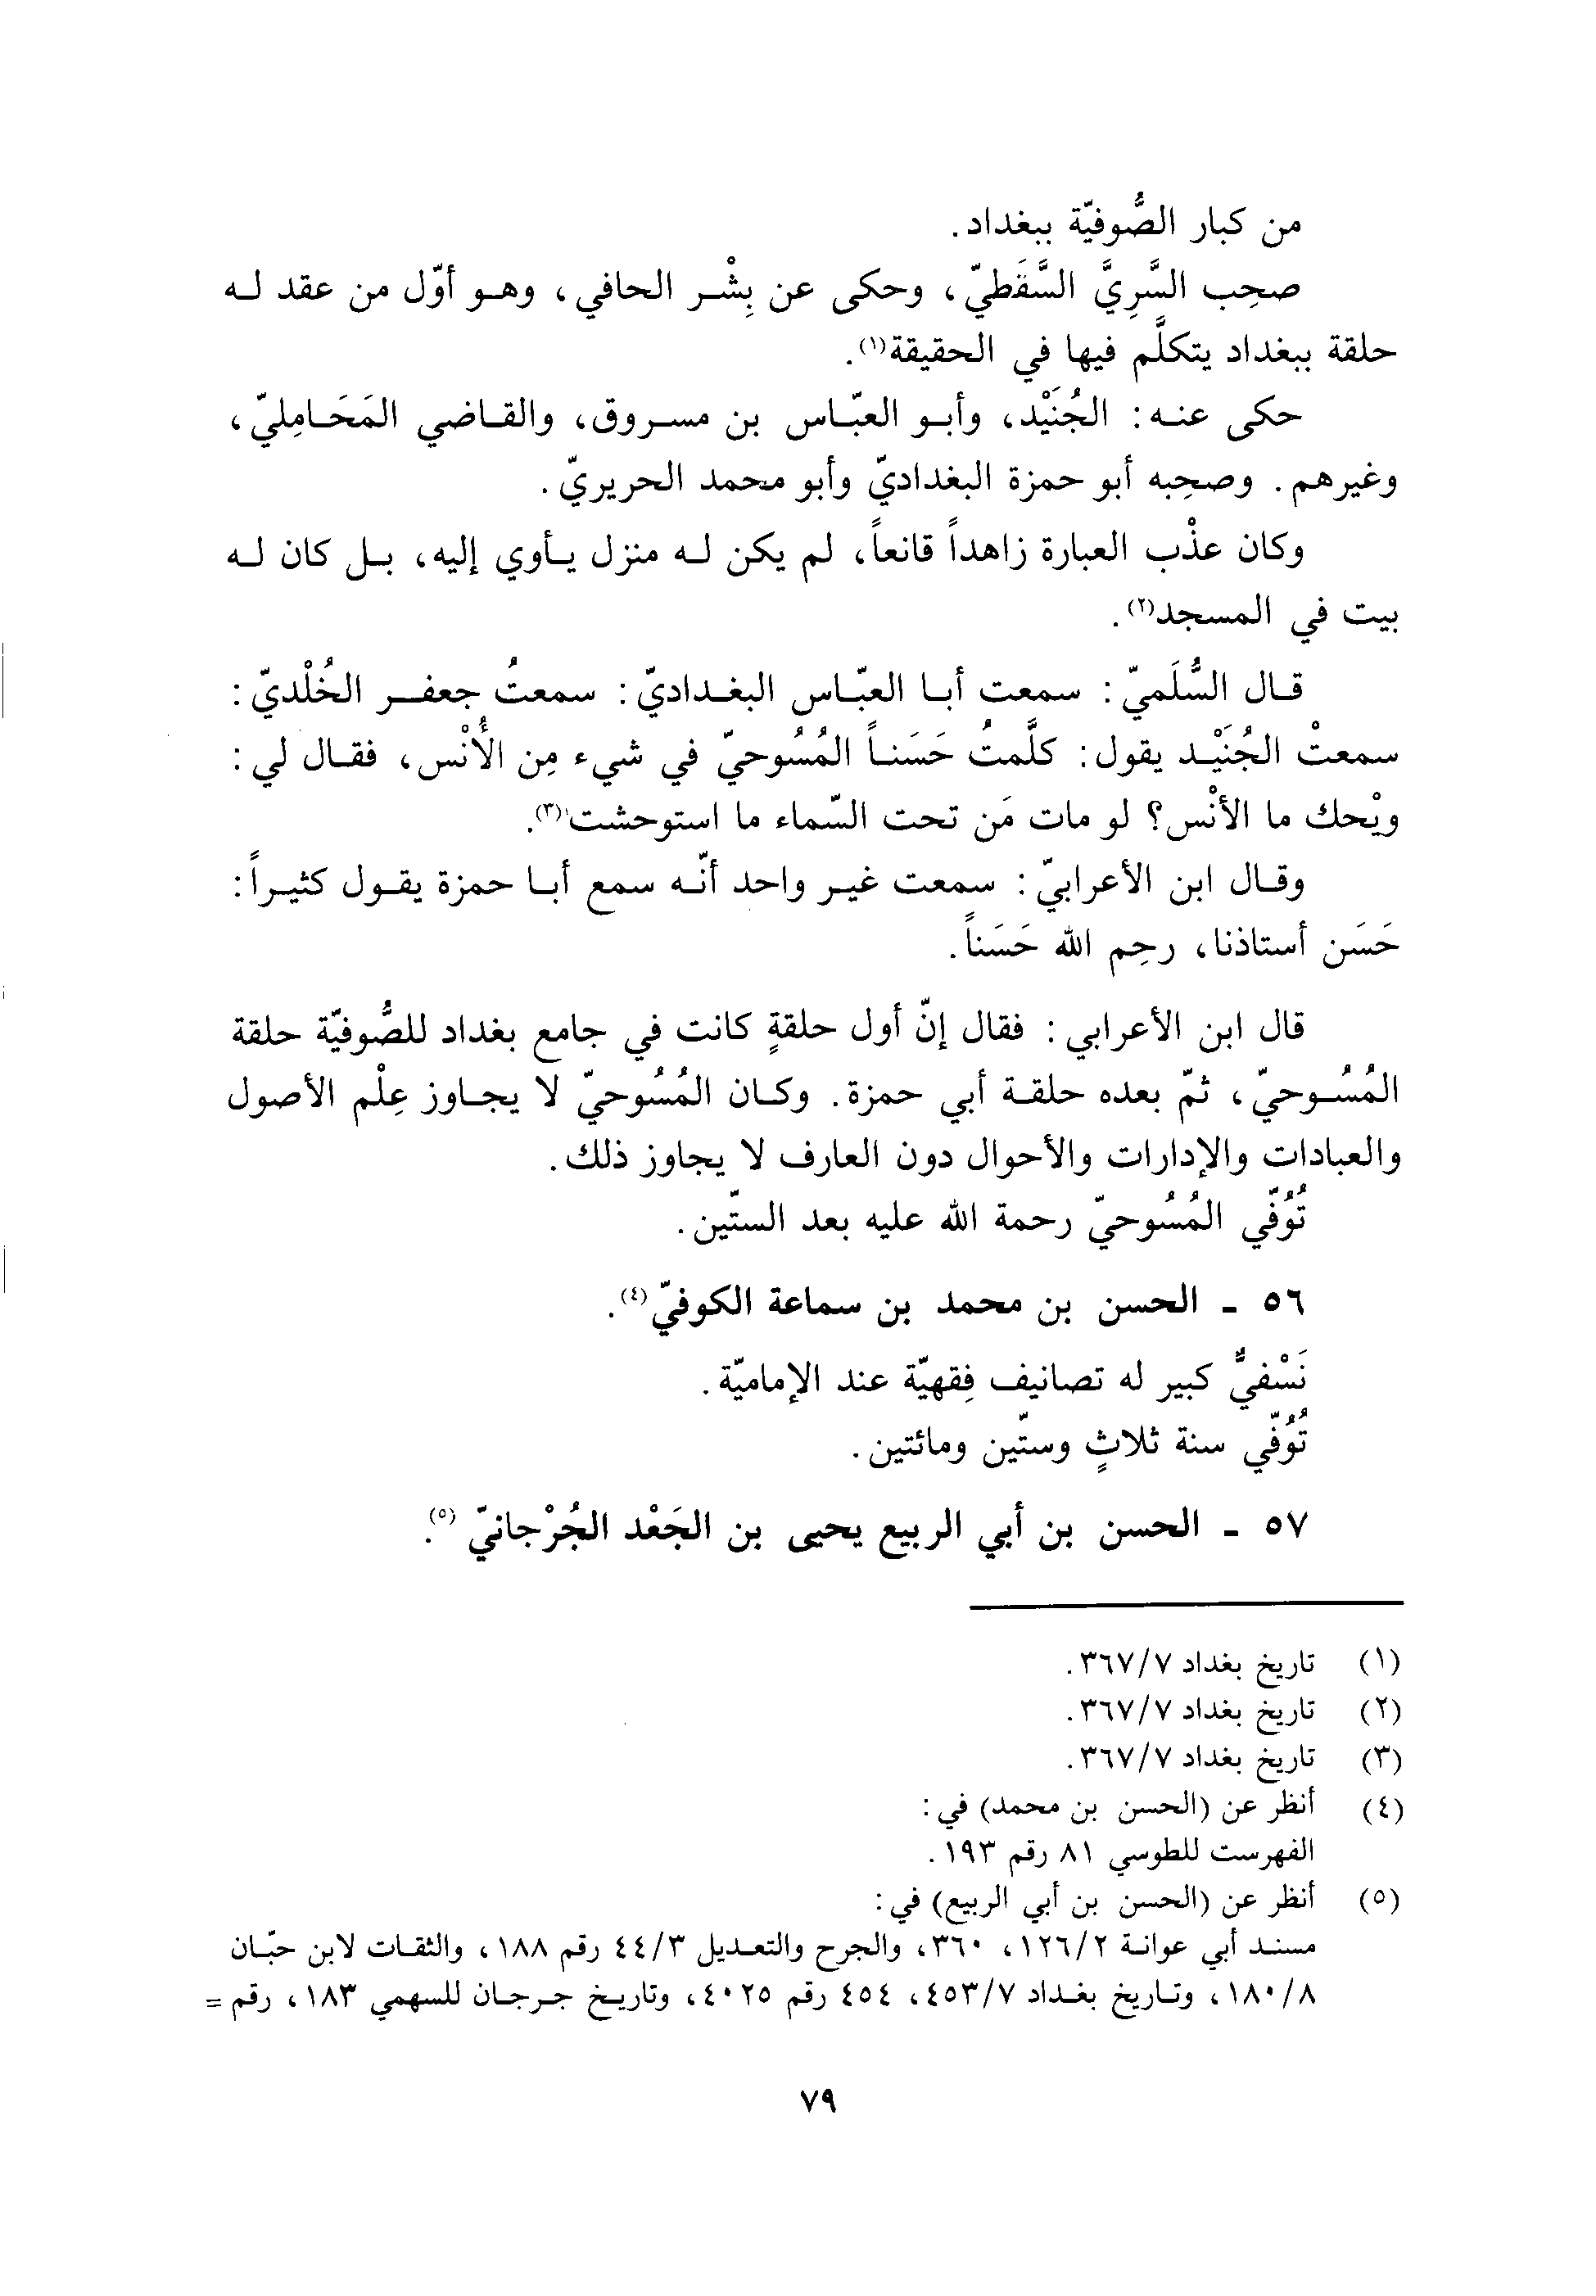 من كبار الصُّوفيّة ببغداد.
صحِب السَّرِيَّ السَّقَطيّ، وحكى عن بِشْر الحافي، وهو أوّل من عقد له
حلقة ببغداد يتكلَّم فيها في الحقيقة(١).
حكى عنه: الجُنَيْد، وأبو العبّاس بن مسروق، والقاضي المَحَامِليّ،
وغيرهم. وصحِبه أبو حمزة البغداديّ وأبو محمد الحريريّ.
وكان عذْب العبارة زاهداً قانعاً، لم يكن له منزل يأوي إليه، بل كان له
بيت في المسجد(٢).
قال السُّلَميّ: سمعت أبا العبّاس البغداديّ: سمعتُ جعفر الخُلْديّ:
سمعتْ الجُنَيْد يقول: كلَّمتُ حَسَناً المُسُوحيّ في شيء مِن الأُنْس، فقال لي:
ويْحك ما الأنْس؟ لو مات مَن تحت السّماء ما استوحشت(٣).
وقال ابن الأعرابيّ: سمعت غير واحد أنّه سمع أبا حمزة يقول كثيراً:
حَسَن أستاذنا، رحِم الله حَسَناً.
قال ابن الأعرابي: فقال إنّ أول حلقةٍ كانت في جامع بغداد للصُّوفيّة حلقة
المُسُوحيّ، ثمّ بعده حلقة أبي حمزة. وكان المُسُوحيّ لا يجاوز عِلْم الأصول
والعبادات والإدارات والأحوال دون العارف لا يجاوز ذلك.
تُوُفّي المُسُوحيّ رحمة الله عليه بعد الستّين.
٥٦ ـ الحسن بن محمد بن سماعة الكوفيّ(٤).
نَسْفيٌّ كبير له تصانيف فِقهيّة عند الإماميّة.
تُوُفّي سنة ثلاثٍ وستّين ومائتين.
٥٧ ـ الحسن بن أبي الربيع يحيى بن الجَعْد الجُرْجانيّ(٥).
(١) تاريخ بغداد ٣٦٧/٧.
(٢) تاريخ بغداد ٣٦٧/٧.
(٣) تاريخ بغداد ٣٦٧/٧.
(٤) أنظر عن (الحسن بن محمد) في:
الفهرست للطوسي ٨١ رقم ١٩٣.
(٥) أنظر عن (الحسن بن أبي الربيع) في:
مسند أبي عوانة ١٢٦/٢، ٣٦٠، والجرح والتعديل ٤٤/٣ رقم ١٨٨، والثقات لابن حبّان
١٨٠/٨، وتاريخ بغداد ٤٥٣/٧، ٤٥٤ رقم ٤٠٢٥، وتاريخ جرجان للسهمي ١٨٣، رقم =
٧٩